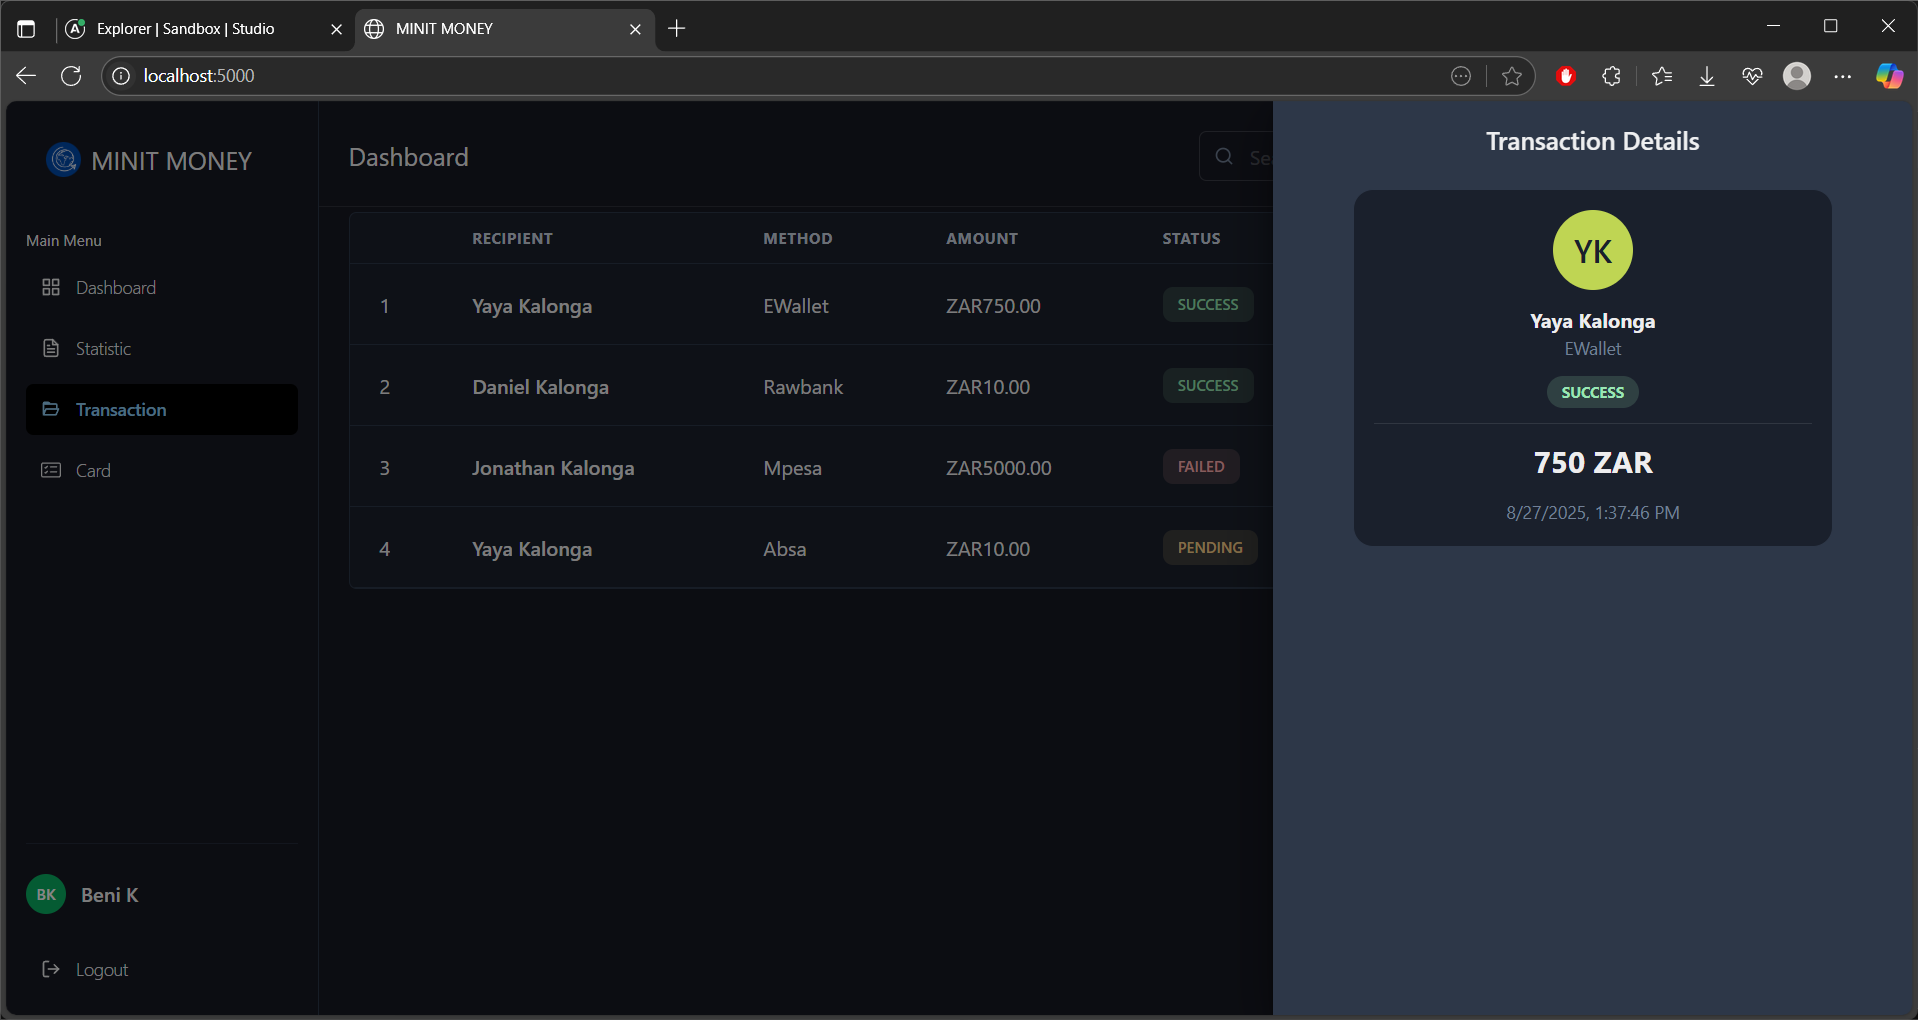 Explorer | Sandbox | Studio
MINIT MONEY
localhost:5000
MINIT MONEY
Main Menu
Dashboard
Statistic
Transaction
Card
BK
Beni K
Logout
Dashboard
Se
RECIPIENT METHOD AMOUNT STATUS
1 Yaya Kalonga EWallet ZAR750.00 SUCCESS
2 Daniel Kalonga Rawbank ZAR10.00 SUCCESS
3 Jonathan Kalonga Mpesa ZAR5000.00 FAILED
4 Yaya Kalonga Absa ZAR10.00 PENDING
Transaction Details
YK
Yaya Kalonga
EWallet
SUCCESS
750 ZAR
8/27/2025, 1:37:46 PM